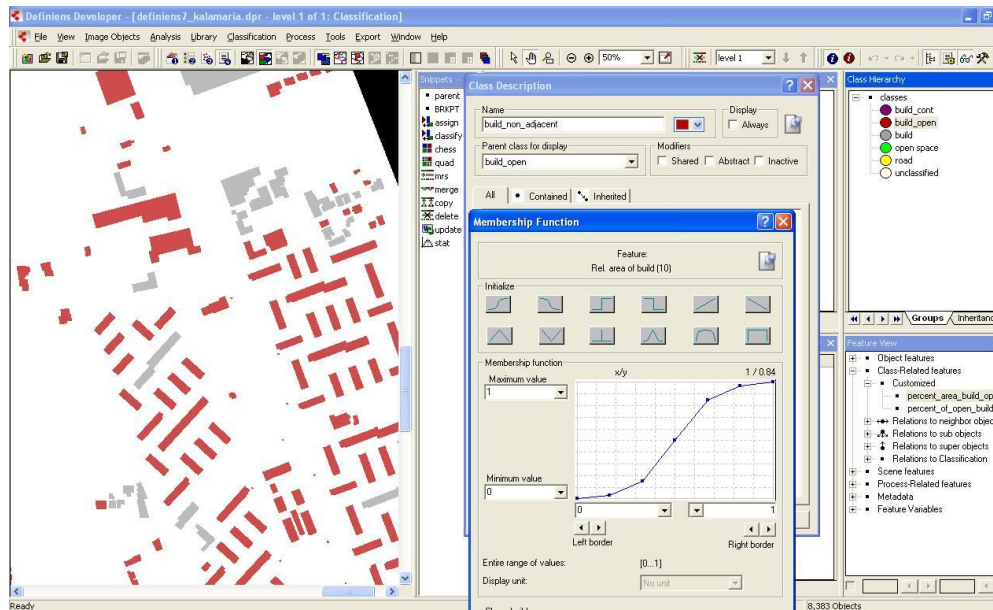 Definiens Developer - [definiens7_kalamaria.dpr - level 1 of 1: Classification]
File View Image Objects Analysis Library Classification Process Tools Export Window Help
50%
level 1
Snippets
parent
BRKPT
assign
classify
chess
quad
mrs
merge
copy
delete
update
stat
Class Description
Name
build_non_adjacent
Display
Always
Parent class for display
build_open
Modifiers
Shared Abstract Inactive
All Contained Inherited
Membership Function
Feature:
Rel. area of build (10)
Initialize
Membership function
Maximum value
1
x/y
1 / 0.84
Minimum value
0
0
1
Left border
Right border
Entire range of values:
[0...1]
Display unit:
No unit
Class Hierarchy
classes
build_cont
build_open
build
open space
road
unclassified
Groups Inheritanc
Feature View
Object features
Class-Related features
Customized
percent_area_build_op
percent_of_open_build
Relations to neighbor objec
Relations to sub objects
Relations to super objects
Relations to Classification
Scene features
Process-Related features
Metadata
Feature Variables
Ready
8,383 Objects